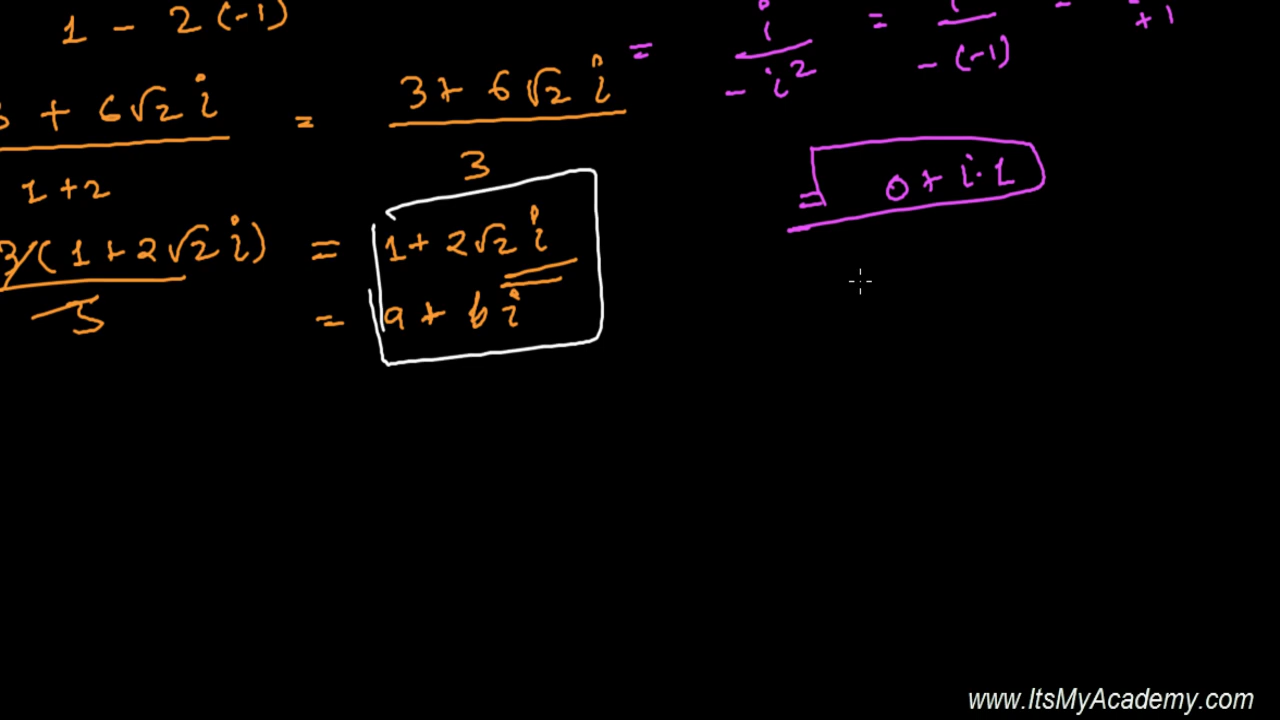 1 - 2 (-1)
3 + 6√2 i / 1 + 2 = 3 + 6√2 i / 3
3 (1 + 2√2 i) / 3 = 1 + 2√2 i
= a + b i
= i / - i² = i / - (-1) = i / + 1
= 0 + i · 1
www.ItsMyAcademy.com